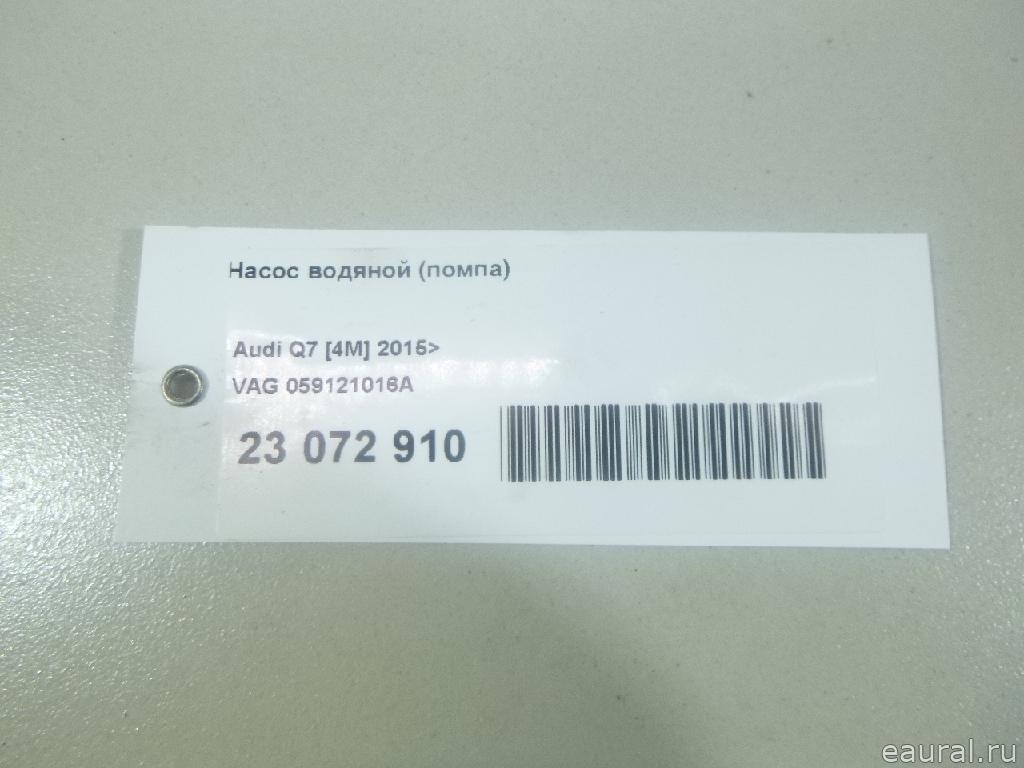 Насос водяной (помпа)
Audi Q7 [4M] 2015>
VAG 059121016A
23 072 910
eaural.ru